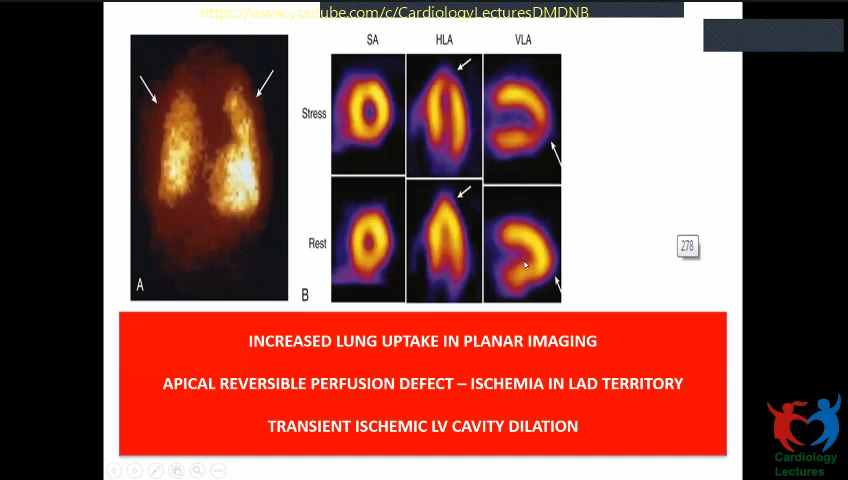 https://www.youtube.com/c/CardiologyLecturesDMDNB
SA HLA VLA
Stress
Rest
A
B
278
INCREASED LUNG UPTAKE IN PLANAR IMAGING
APICAL REVERSIBLE PERFUSION DEFECT – ISCHEMIA IN LAD TERRITORY
TRANSIENT ISCHEMIC LV CAVITY DILATION
Cardiology
Lectures